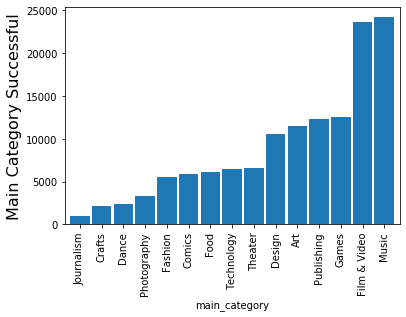 Main Category Successful
25000
20000
15000
10000
5000
0
Journalism
Crafts
Dance
Photography
Fashion
Comics
Food
Technology
Theater
Design
Art
Publishing
Games
Film & Video
Music
main_category